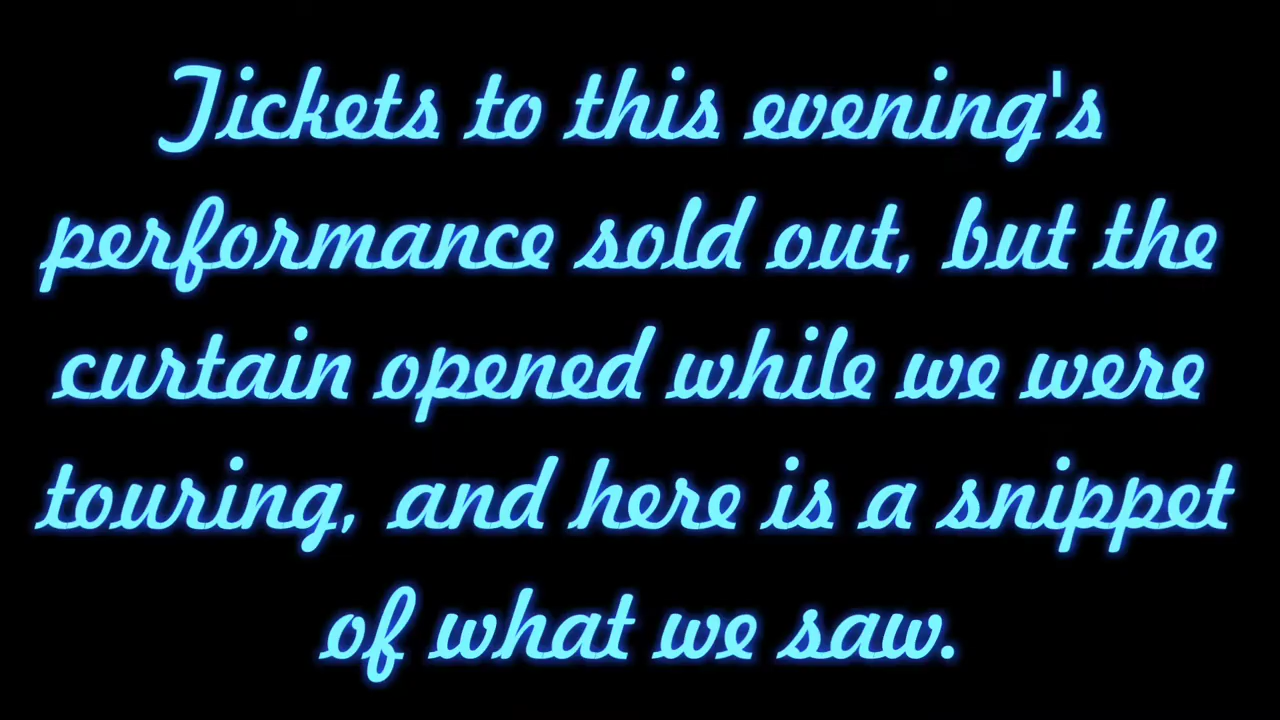 Tickets to this evening's
performance sold out, but the
curtain opened while we were
touring, and here is a snippet
of what we saw.